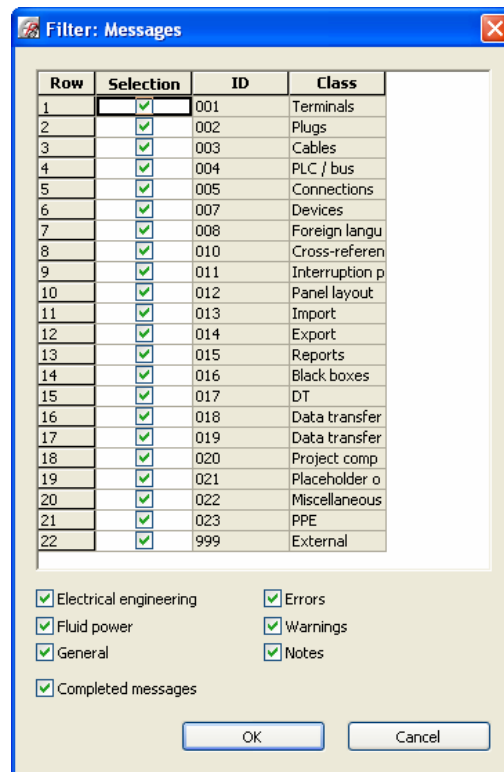 Filter: Messages
Row Selection ID Class
1 001 Terminals
2 002 Plugs
3 003 Cables
4 004 PLC / bus
5 005 Connections
6 007 Devices
7 008 Foreign langu
8 010 Cross-referen
9 011 Interruption p
10 012 Panel layout
11 013 Import
12 014 Export
13 015 Reports
14 016 Black boxes
15 017 DT
16 018 Data transfer
17 019 Data transfer
18 020 Project comp
19 021 Placeholder o
20 022 Miscellaneous
21 023 PPE
22 999 External
Electrical engineering Errors
Fluid power Warnings
General Notes
Completed messages
OK Cancel